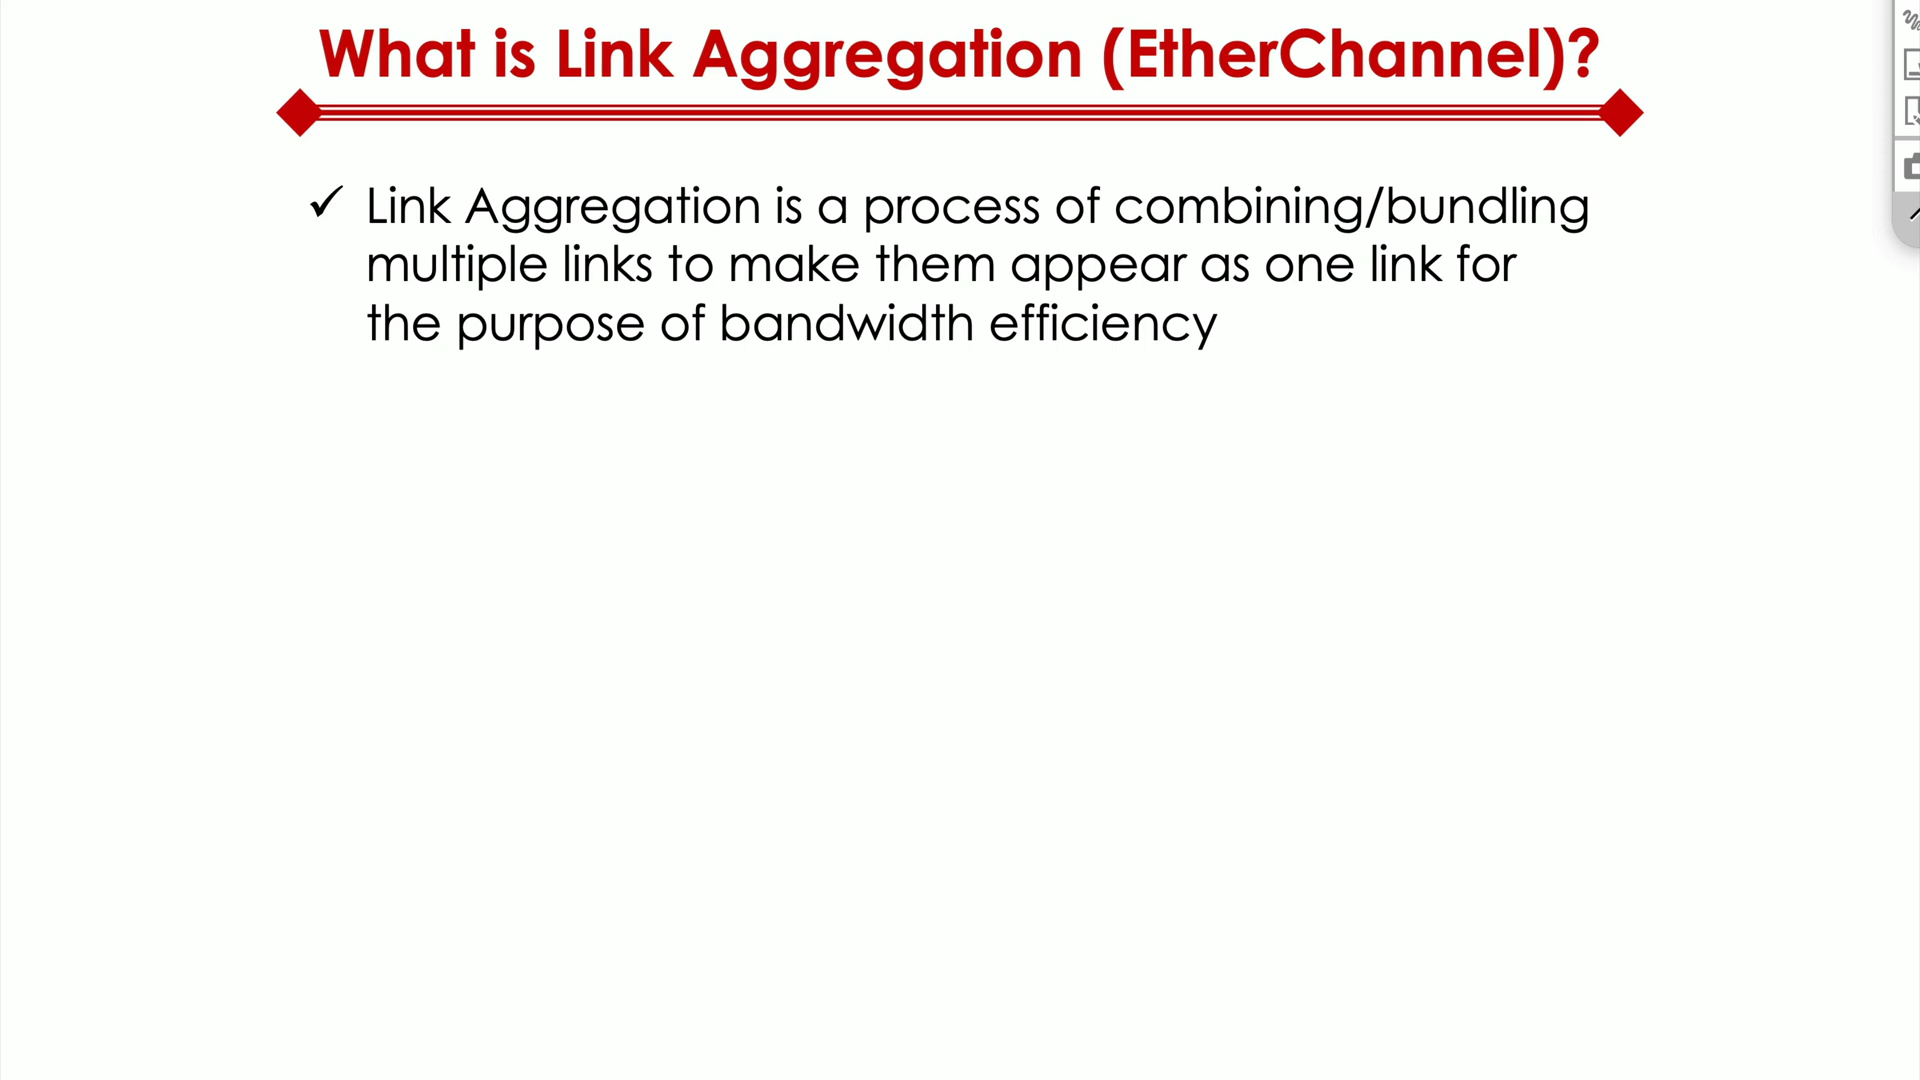 What is Link Aggregation (EtherChannel)?
✓ Link Aggregation is a process of combining/bundling
multiple links to make them appear as one link for
the purpose of bandwidth efficiency